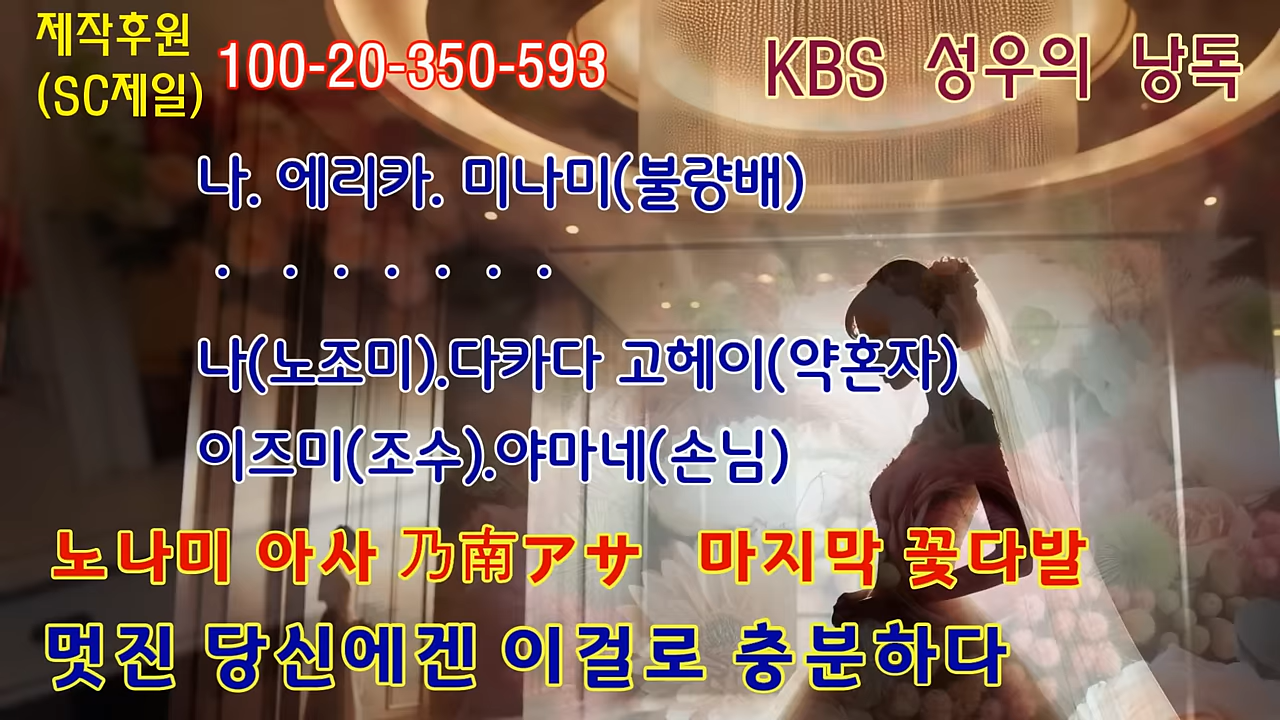 제작후원
(SC제일)
100-20-350-593
KBS 성우의 낭독
나. 에리카. 미나미(불량배)
. . . . . . .
나(노조미).다카다 고헤이(약혼자)
이즈미(조수).야마네(손님)
노나미 아사 乃南アサ 마지막 꽃다발
멋진 당신에겐 이걸로 충분하다